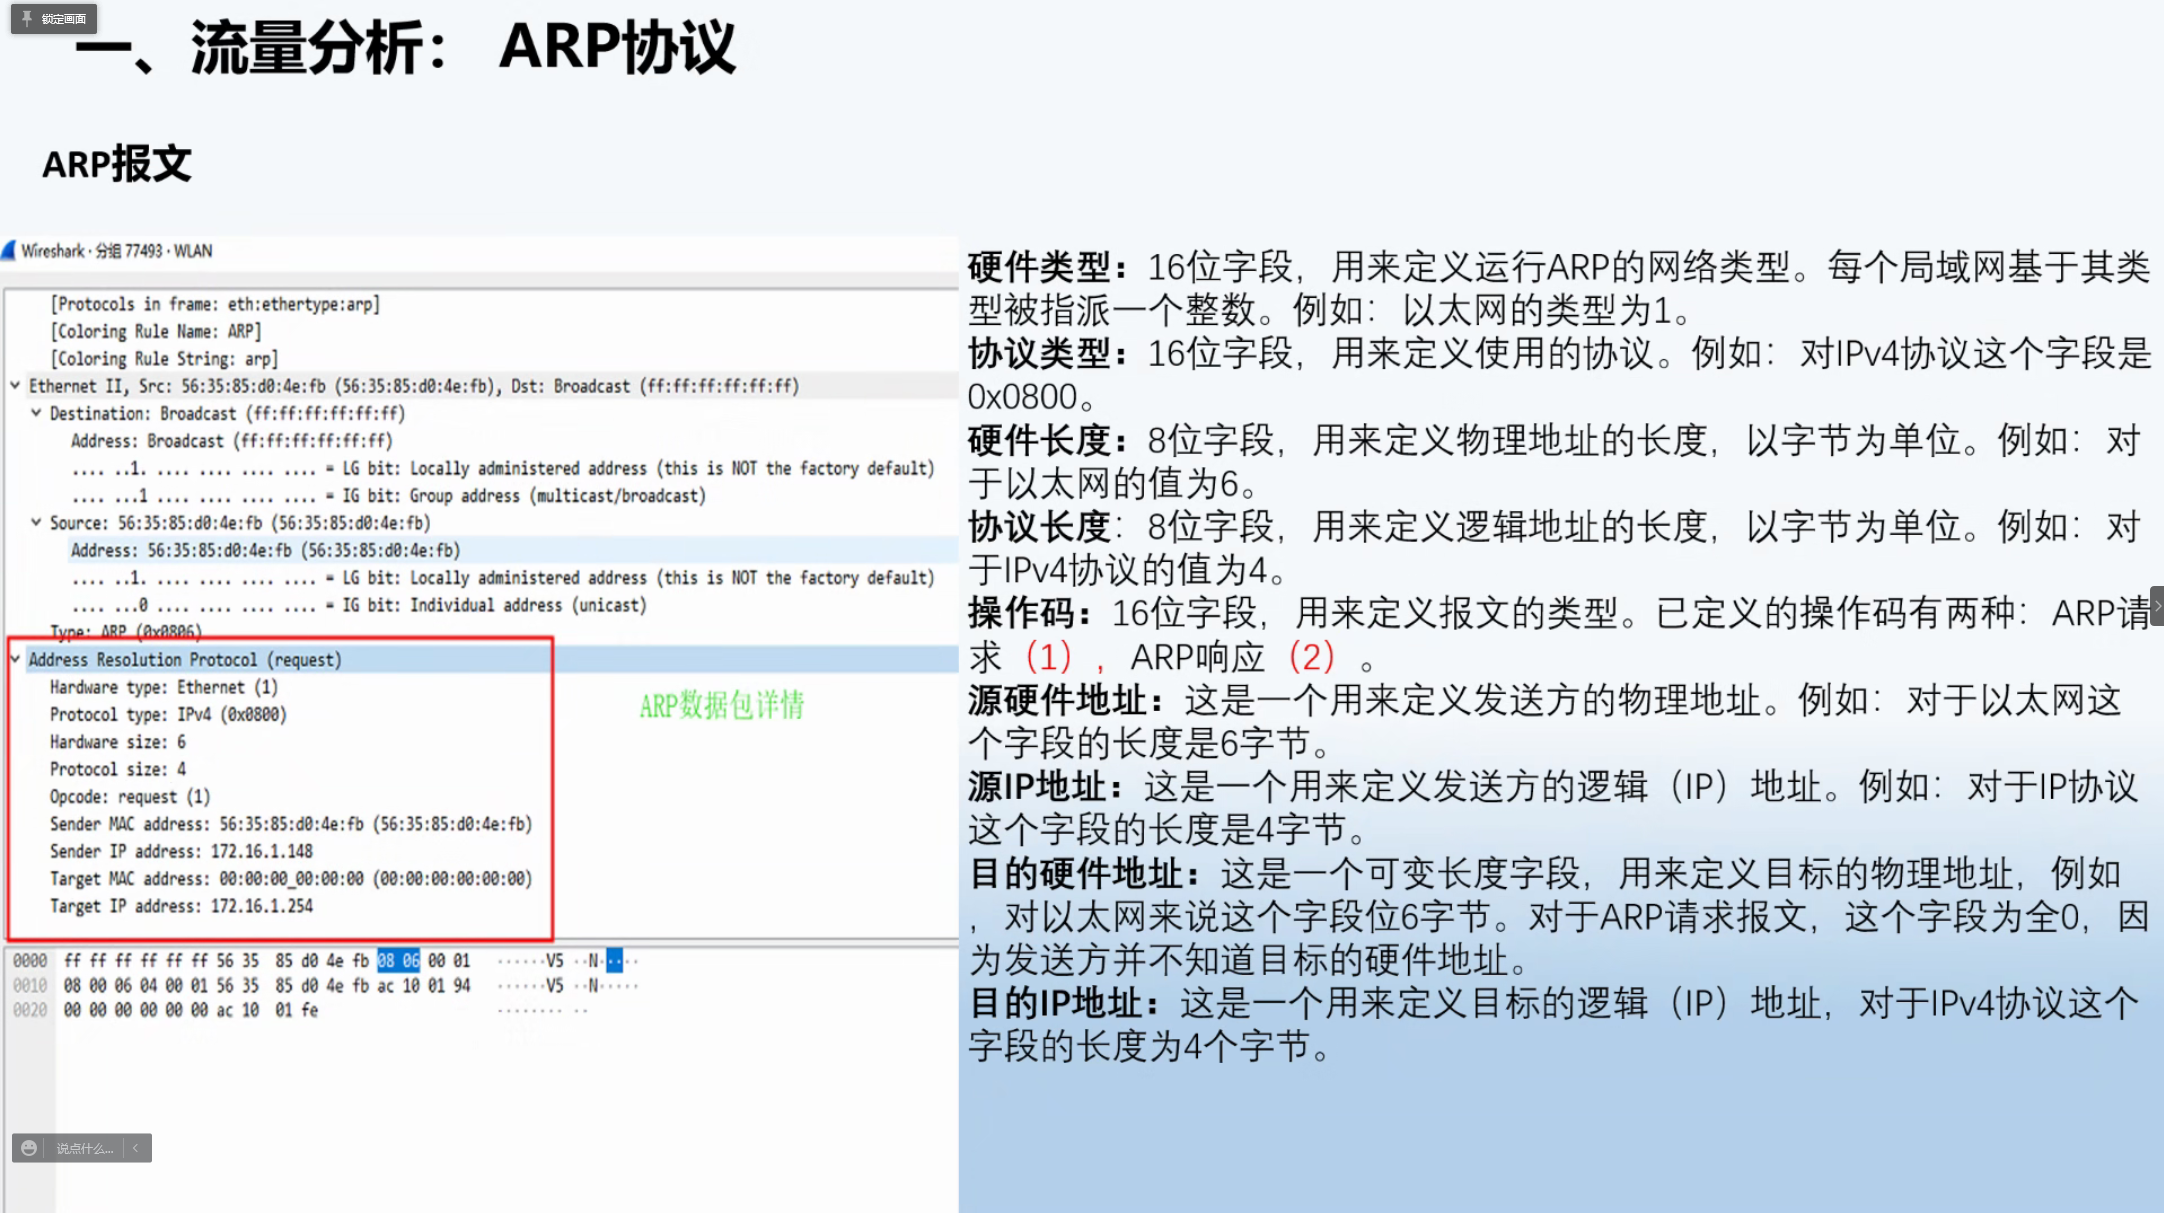 锁定画面
一、流量分析： ARP协议
ARP报文
Wireshark · 分组 77493 · WLAN
[Protocols in frame: eth:ethertype:arp]
[Coloring Rule Name: ARP]
[Coloring Rule String: arp]
Ethernet II, Src: 56:35:85:d0:4e:fb (56:35:85:d0:4e:fb), Dst: Broadcast (ff:ff:ff:ff:ff:ff)
Destination: Broadcast (ff:ff:ff:ff:ff:ff)
Address: Broadcast (ff:ff:ff:ff:ff:ff)
.... ..1. .... .... .... .... = LG bit: Locally administered address (this is NOT the factory default)
.... ...1 .... .... .... .... = IG bit: Group address (multicast/broadcast)
Source: 56:35:85:d0:4e:fb (56:35:85:d0:4e:fb)
Address: 56:35:85:d0:4e:fb (56:35:85:d0:4e:fb)
.... ..1. .... .... .... .... = LG bit: Locally administered address (this is NOT the factory default)
.... ...0 .... .... .... .... = IG bit: Individual address (unicast)
Type: ARP (0x0806)
Address Resolution Protocol (request)
Hardware type: Ethernet (1)
Protocol type: IPv4 (0x0800)
Hardware size: 6
Protocol size: 4
Opcode: request (1)
Sender MAC address: 56:35:85:d0:4e:fb (56:35:85:d0:4e:fb)
Sender IP address: 172.16.1.148
Target MAC address: 00:00:00_00:00:00 (00:00:00:00:00:00)
Target IP address: 172.16.1.254
ARP数据包详情
0000 ff ff ff ff ff ff 56 35 85 d0 4e fb 08 06 00 01 ······V5 ··N·····
0010 08 00 06 04 00 01 56 35 85 d0 4e fb ac 10 01 94 ······V5 ··N·····
0020 00 00 00 00 00 00 ac 10 01 fe ········ ··
说点什么...
硬件类型：16位字段，用来定义运行ARP的网络类型。每个局域网基于其类
型被指派一个整数。例如：以太网的类型为1。
协议类型：16位字段，用来定义使用的协议。例如：对IPv4协议这个字段是
0x0800。
硬件长度：8位字段，用来定义物理地址的长度，以字节为单位。例如：对
于以太网的值为6。
协议长度：8位字段，用来定义逻辑地址的长度，以字节为单位。例如：对
于IPv4协议的值为4。
操作码：16位字段，用来定义报文的类型。已定义的操作码有两种：ARP请
求（1），ARP响应（2）。
源硬件地址：这是一个用来定义发送方的物理地址。例如：对于以太网这
个字段的长度是6字节。
源IP地址：这是一个用来定义发送方的逻辑（IP）地址。例如：对于IP协议
这个字段的长度是4字节。
目的硬件地址：这是一个可变长度字段，用来定义目标的物理地址，例如
，对以太网来说这个字段位6字节。对于ARP请求报文，这个字段为全0，因
为发送方并不知道目标的硬件地址。
目的IP地址：这是一个用来定义目标的逻辑（IP）地址，对于IPv4协议这个
字段的长度为4个字节。